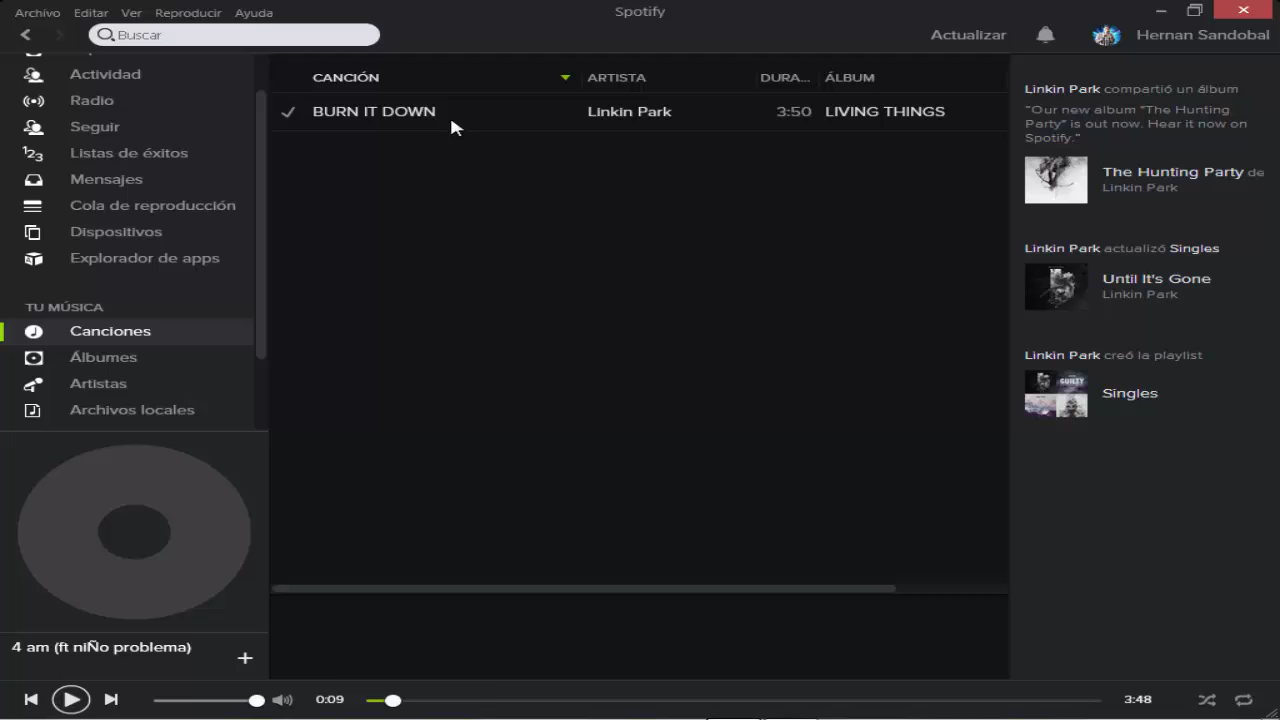 Archivo Editar Ver Reproducir Ayuda
Spotify
Buscar
Actualizar
Hernan Sandobal
Actividad
Radio
Seguir
Listas de éxitos
Mensajes
Cola de reproducción
Dispositivos
Explorador de apps
TU MÚSICA
Canciones
Álbumes
Artistas
Archivos locales
4 am (ft niÑo problema)
CANCIÓN ARTISTA DURA... ÁLBUM
BURN IT DOWN Linkin Park 3:50 LIVING THINGS
Linkin Park compartió un álbum
"Our new album "The Hunting
Party" is out now. Hear it now on
Spotify."
The Hunting Party de
Linkin Park
Linkin Park actualizó Singles
Until It's Gone
Linkin Park
Linkin Park creó la playlist
Singles
0:09
3:48